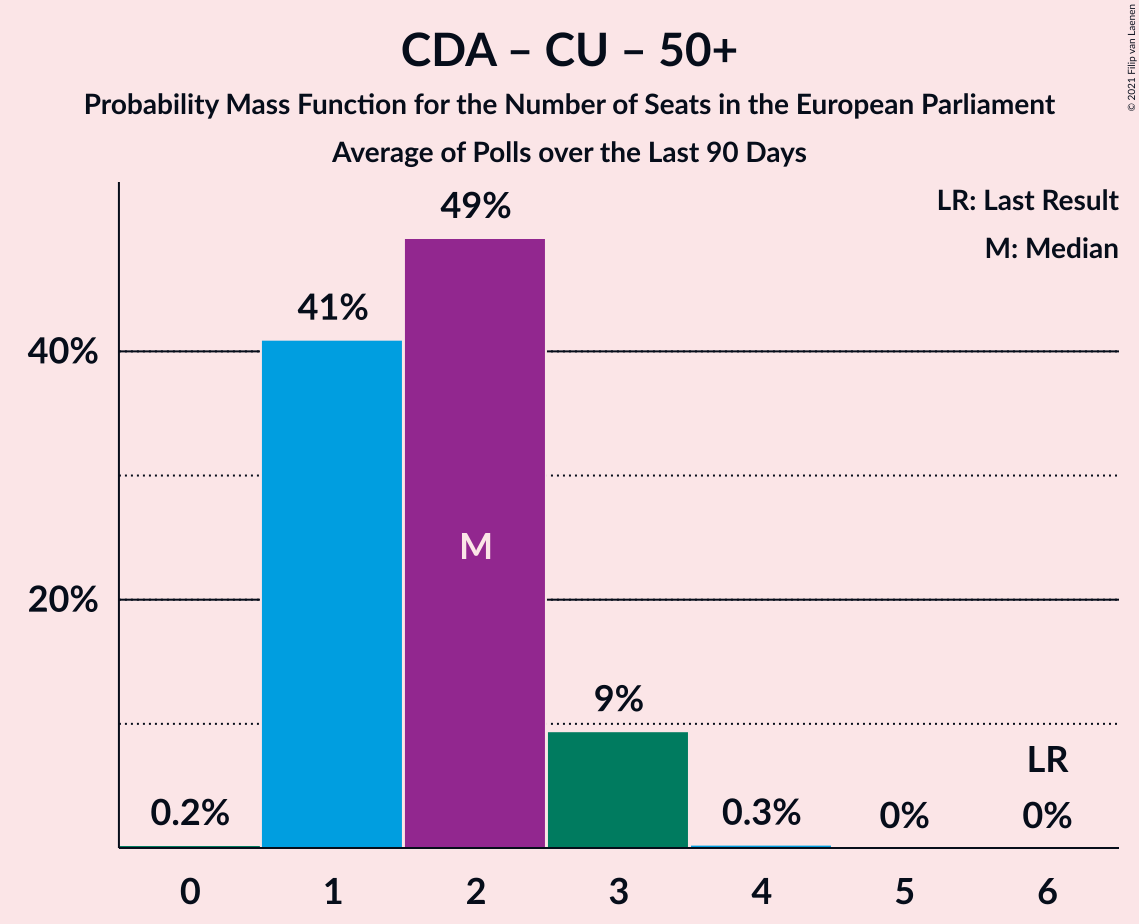 CDA – CU – 50+
Probability Mass Function for the Number of Seats in the European Parliament
Average of Polls over the Last 90 Days
© 2021 Filip van Laenen
LR: Last Result
M: Median
49%
41%
40%
M
20%
9%
LR
0.2%
0.3%
0%
0%
0 1 2 3 4 5 6